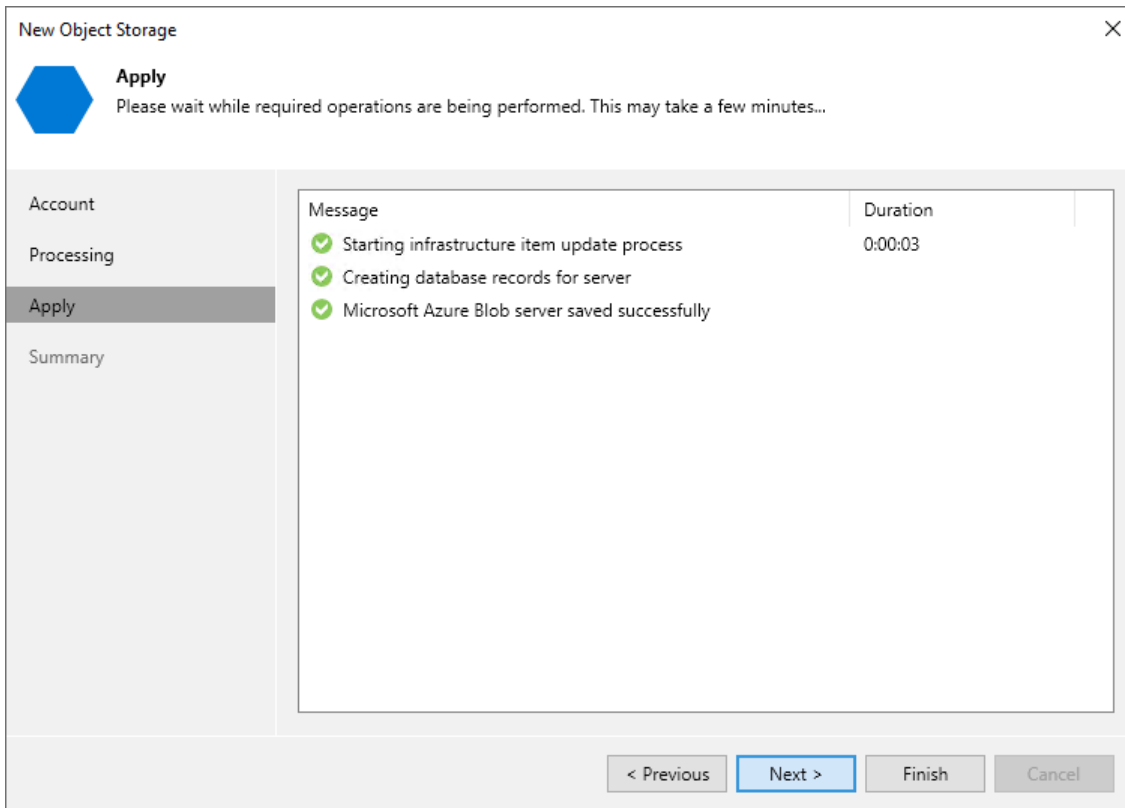 New Object Storage
Apply
Please wait while required operations are being performed. This may take a few minutes...
Account
Processing
Apply
Summary
Message Duration
Starting infrastructure item update process 0:00:03
Creating database records for server
Microsoft Azure Blob server saved successfully
< Previous Next > Finish Cancel